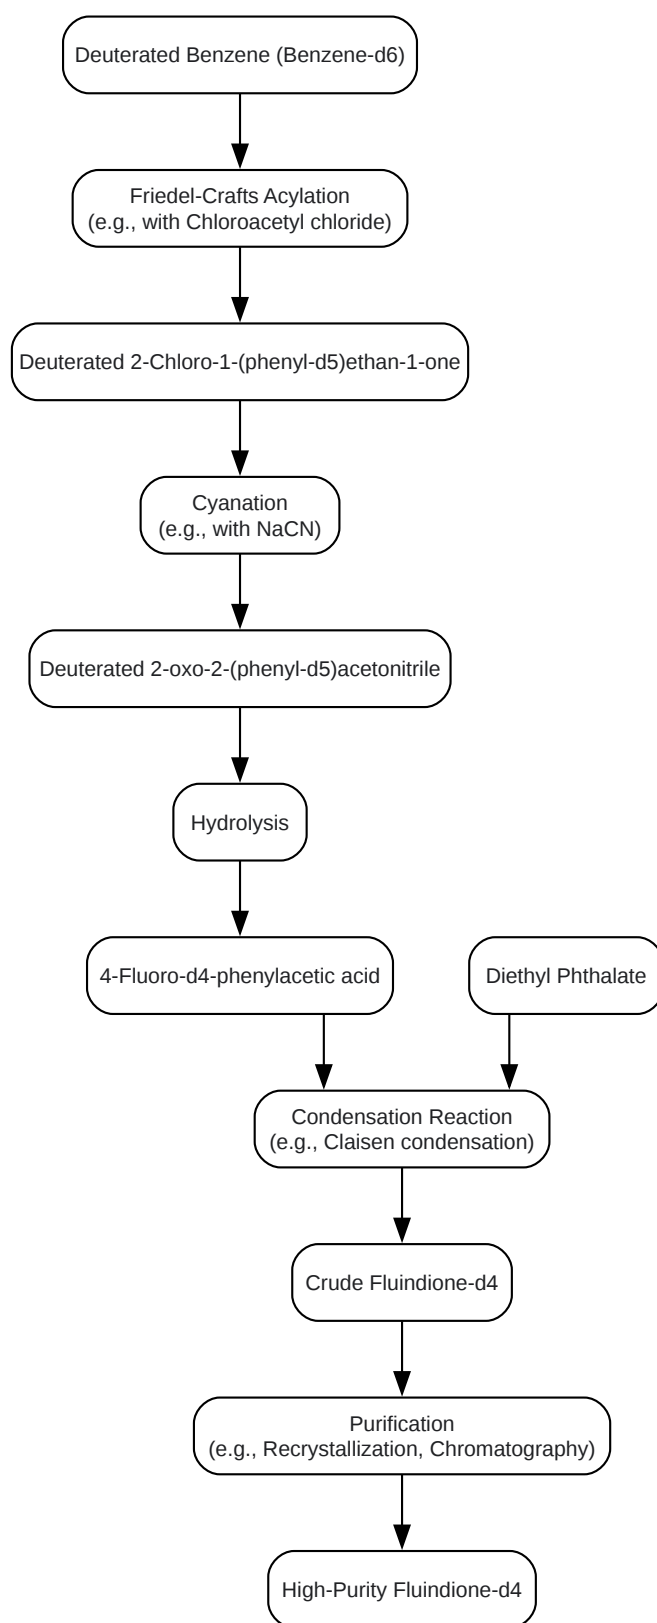 Deuterated Benzene (Benzene-d6)
Friedel-Crafts Acylation
(e.g., with Chloroacetyl chloride)
Deuterated 2-Chloro-1-(phenyl-d5)ethan-1-one
Cyanation
(e.g., with NaCN)
Deuterated 2-oxo-2-(phenyl-d5)acetonitrile
Hydrolysis
4-Fluoro-d4-phenylacetic acid
Diethyl Phthalate
Condensation Reaction
(e.g., Claisen condensation)
Crude Fluindione-d4
Purification
(e.g., Recrystallization, Chromatography)
High-Purity Fluindione-d4